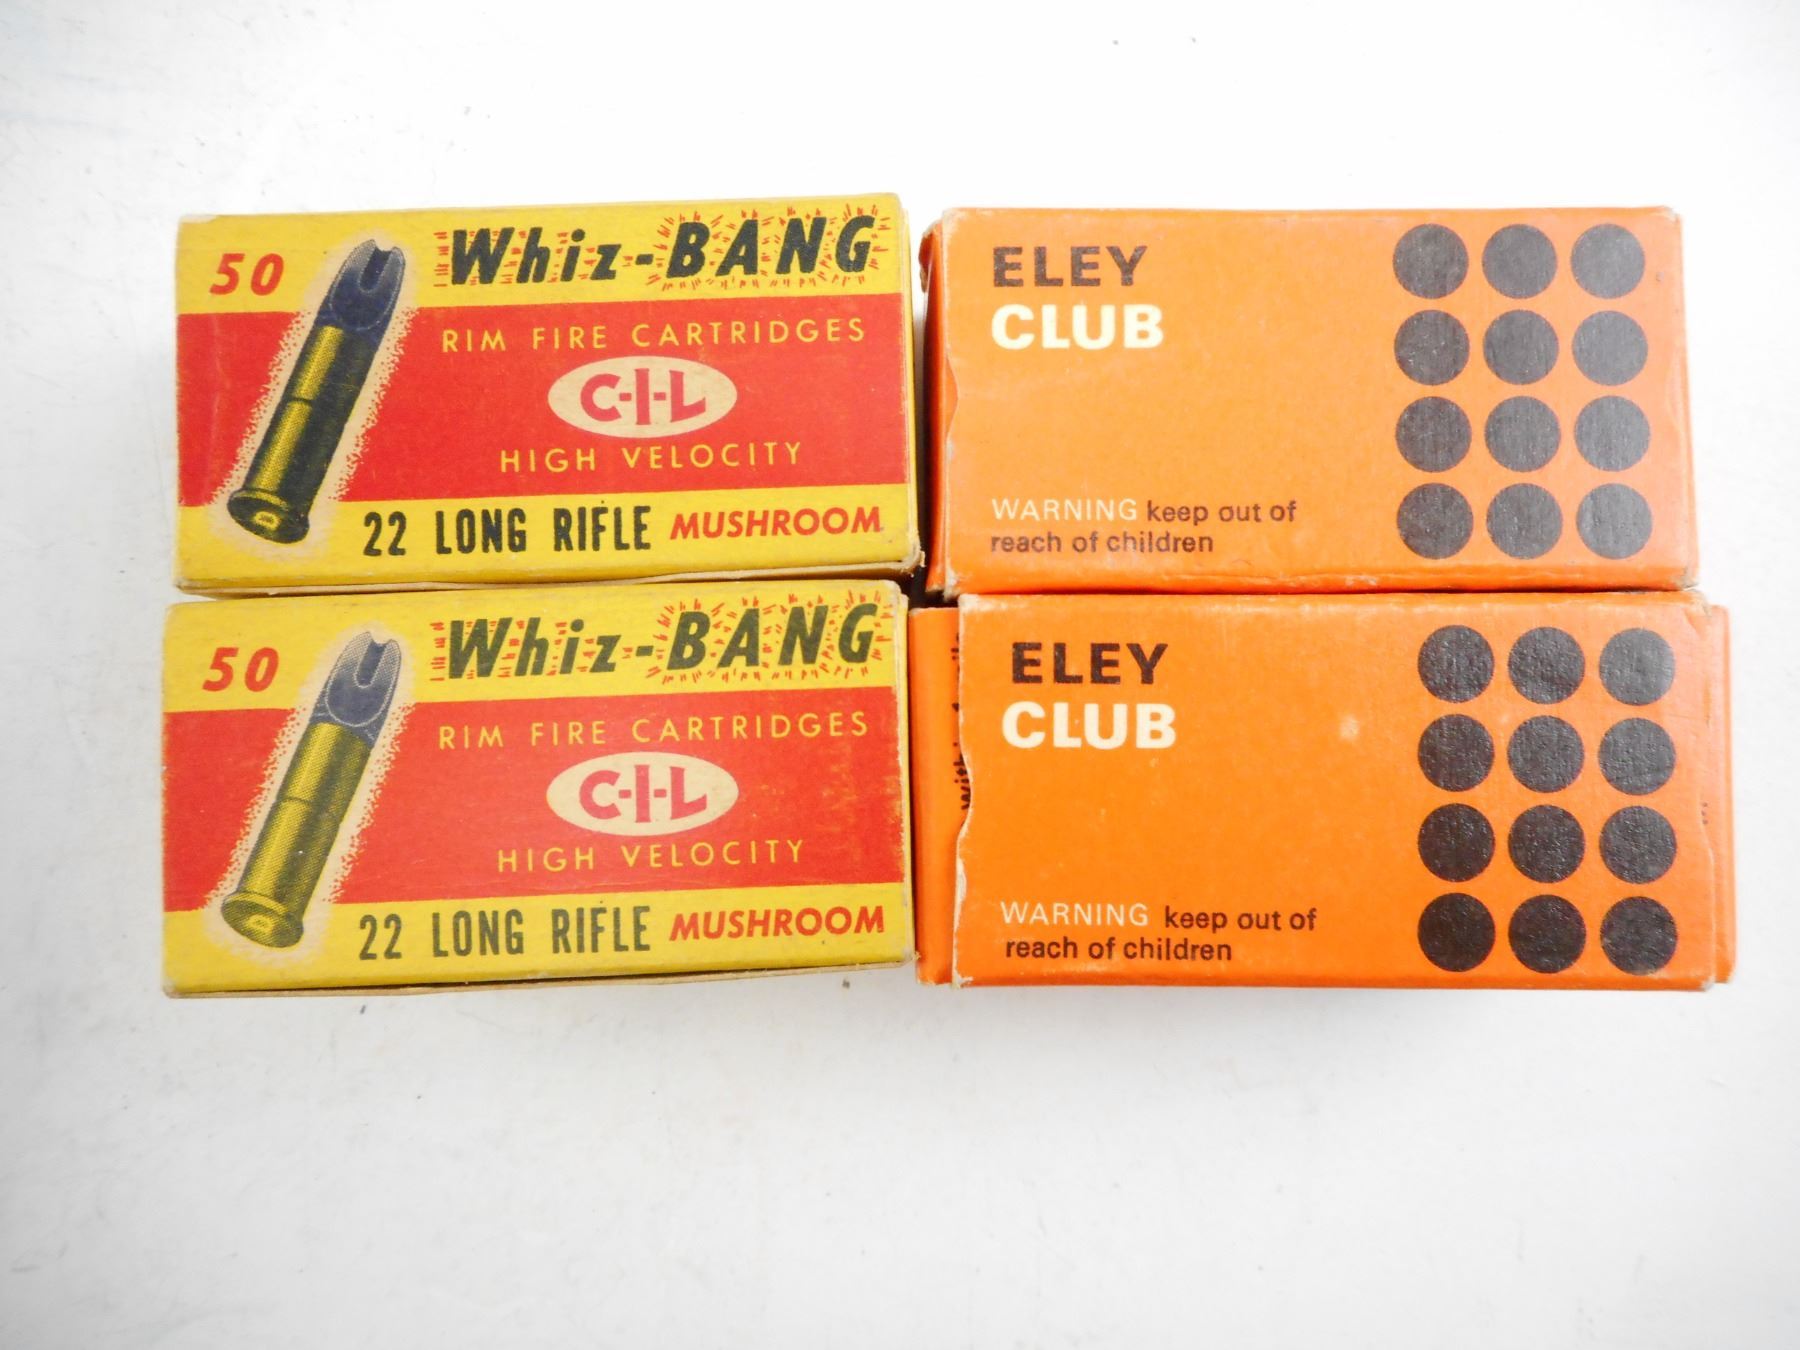 50
Whiz-BANG
RIM FIRE CARTRIDGES
C-I-L
HIGH VELOCITY
22 LONG RIFLE MUSHROOM
ELEY
CLUB
WARNING keep out of
reach of children
50
Whiz-BANG
RIM FIRE CARTRIDGES
C-I-L
HIGH VELOCITY
22 LONG RIFLE MUSHROOM
ELEY
CLUB
WARNING keep out of
reach of children